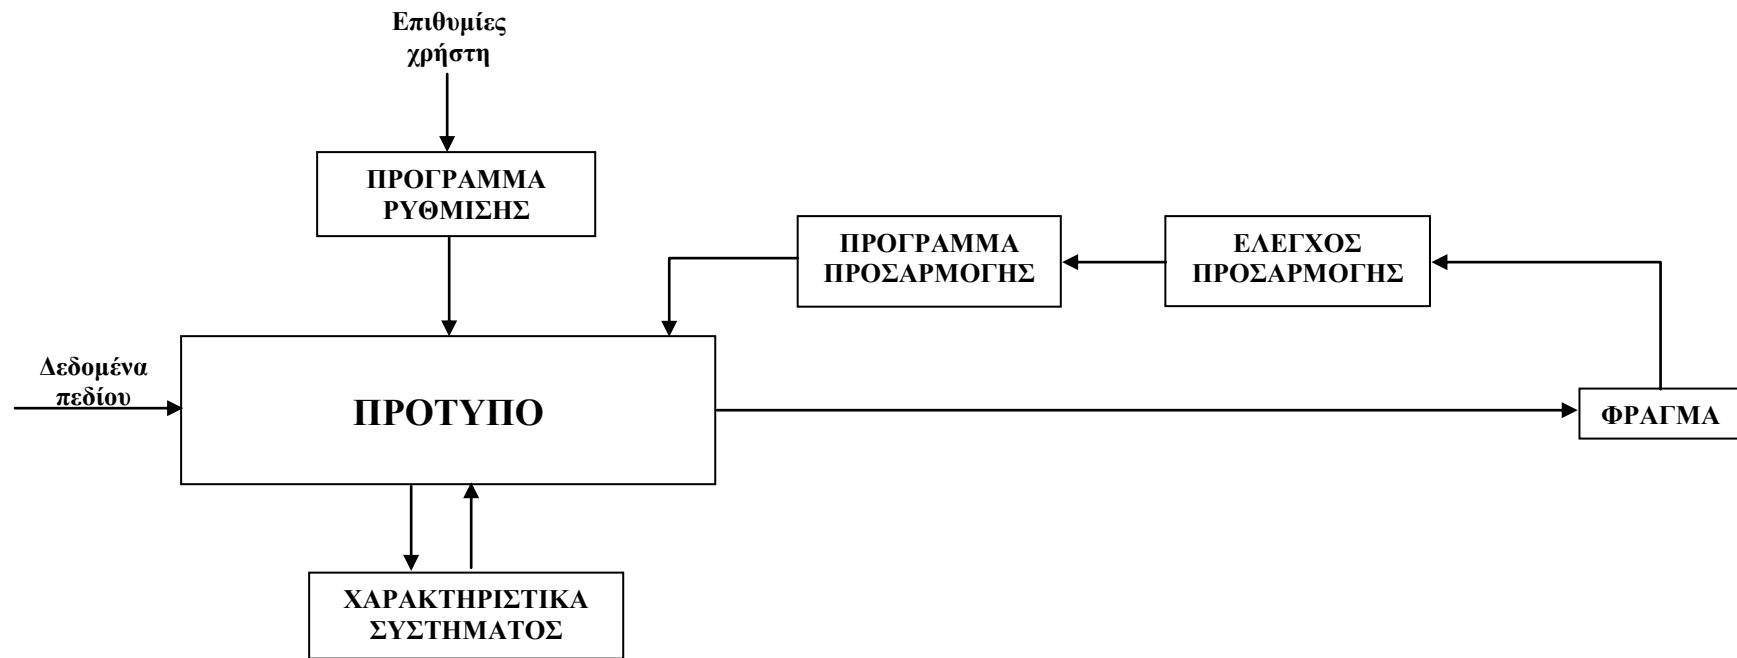 Επιθυμίες
χρήστη
ΠΡΟΓΡΑΜΜΑ
ΡΥΘΜΙΣΗΣ
ΠΡΟΓΡΑΜΜΑ
ΠΡΟΣΑΡΜΟΓΗΣ
ΕΛΕΓΧΟΣ
ΠΡΟΣΑΡΜΟΓΗΣ
Δεδομένα
πεδίου
ΠΡΟΤΥΠΟ
ΦΡΑΓΜΑ
ΧΑΡΑΚΤΗΡΙΣΤΙΚΑ
ΣΥΣΤΗΜΑΤΟΣ